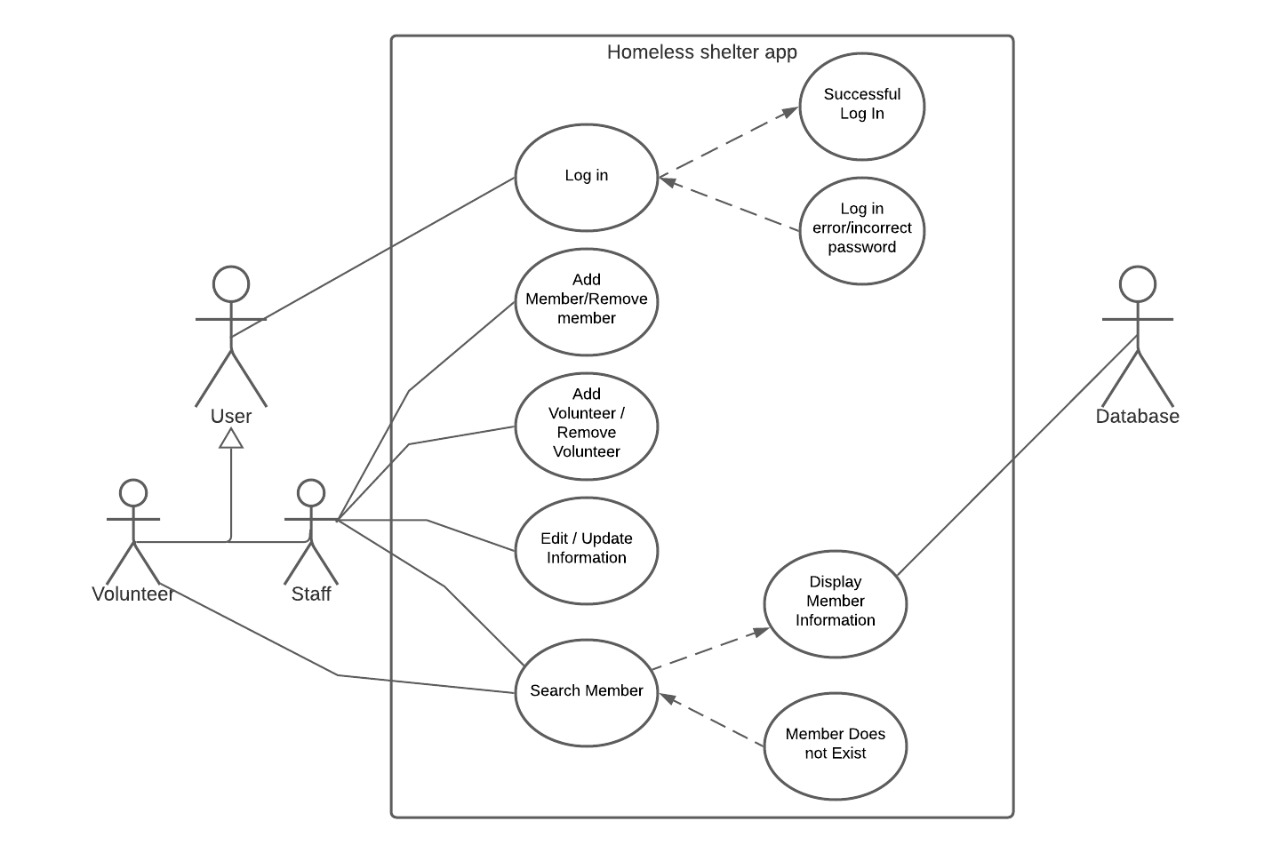 Homeless shelter app
Successful
Log In
Log in
Log in
error/incorrect
password
Add
Member/Remove
member
User
Database
Add
Volunteer /
Remove
Volunteer
Edit / Update
Information
Volunteer
Staff
Display
Member
Information
Search Member
Member Does
not Exist